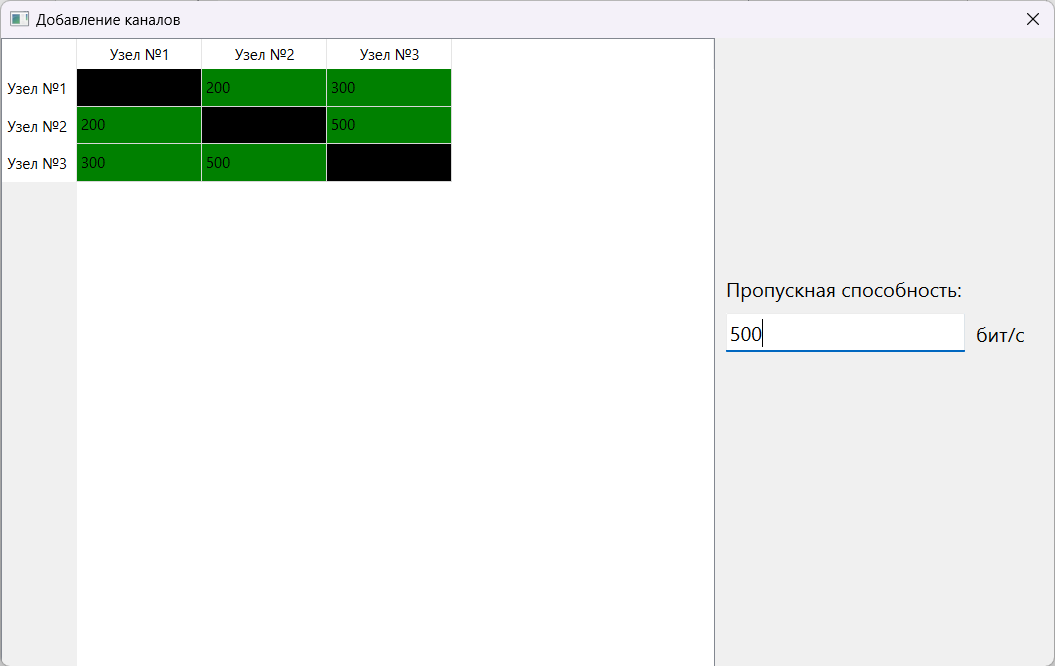 Добавление каналов
Узел №1 Узел №2 Узел №3
Узел №1 200 300
Узел №2 200 500
Узел №3 300 500
Пропускная способность:
500 бит/с